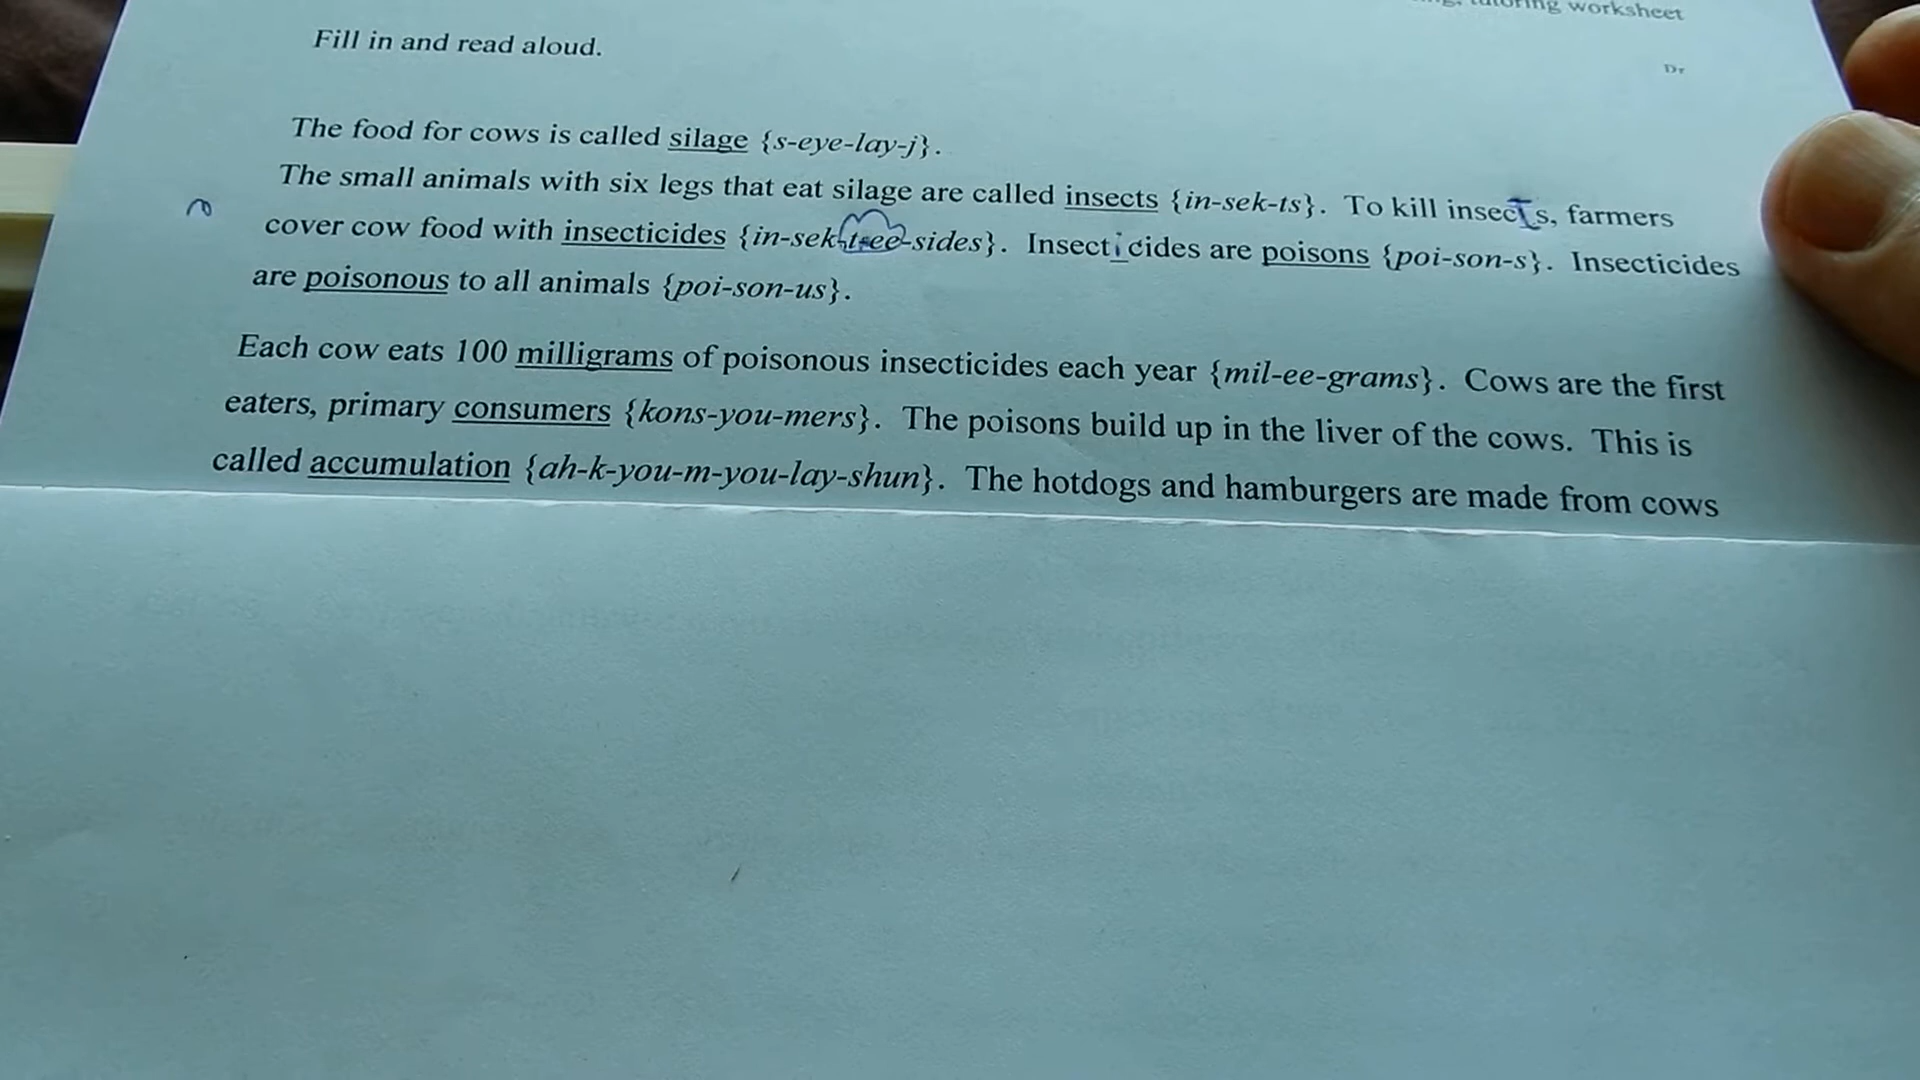 tutoring worksheet
Fill in and read aloud.
Dr
The food for cows is called silage {s-eye-lay-j}.
The small animals with six legs that eat silage are called insects {in-sek-ts}. To kill insects, farmers
cover cow food with insecticides {in-sek-t-ee-sides}. Insecticides are poisons {poi-son-s}. Insecticides
are poisonous to all animals {poi-son-us}.
Each cow eats 100 milligrams of poisonous insecticides each year {mil-ee-grams}. Cows are the first
eaters, primary consumers {kons-you-mers}. The poisons build up in the liver of the cows. This is
called accumulation {ah-k-you-m-you-lay-shun}. The hotdogs and hamburgers are made from cows